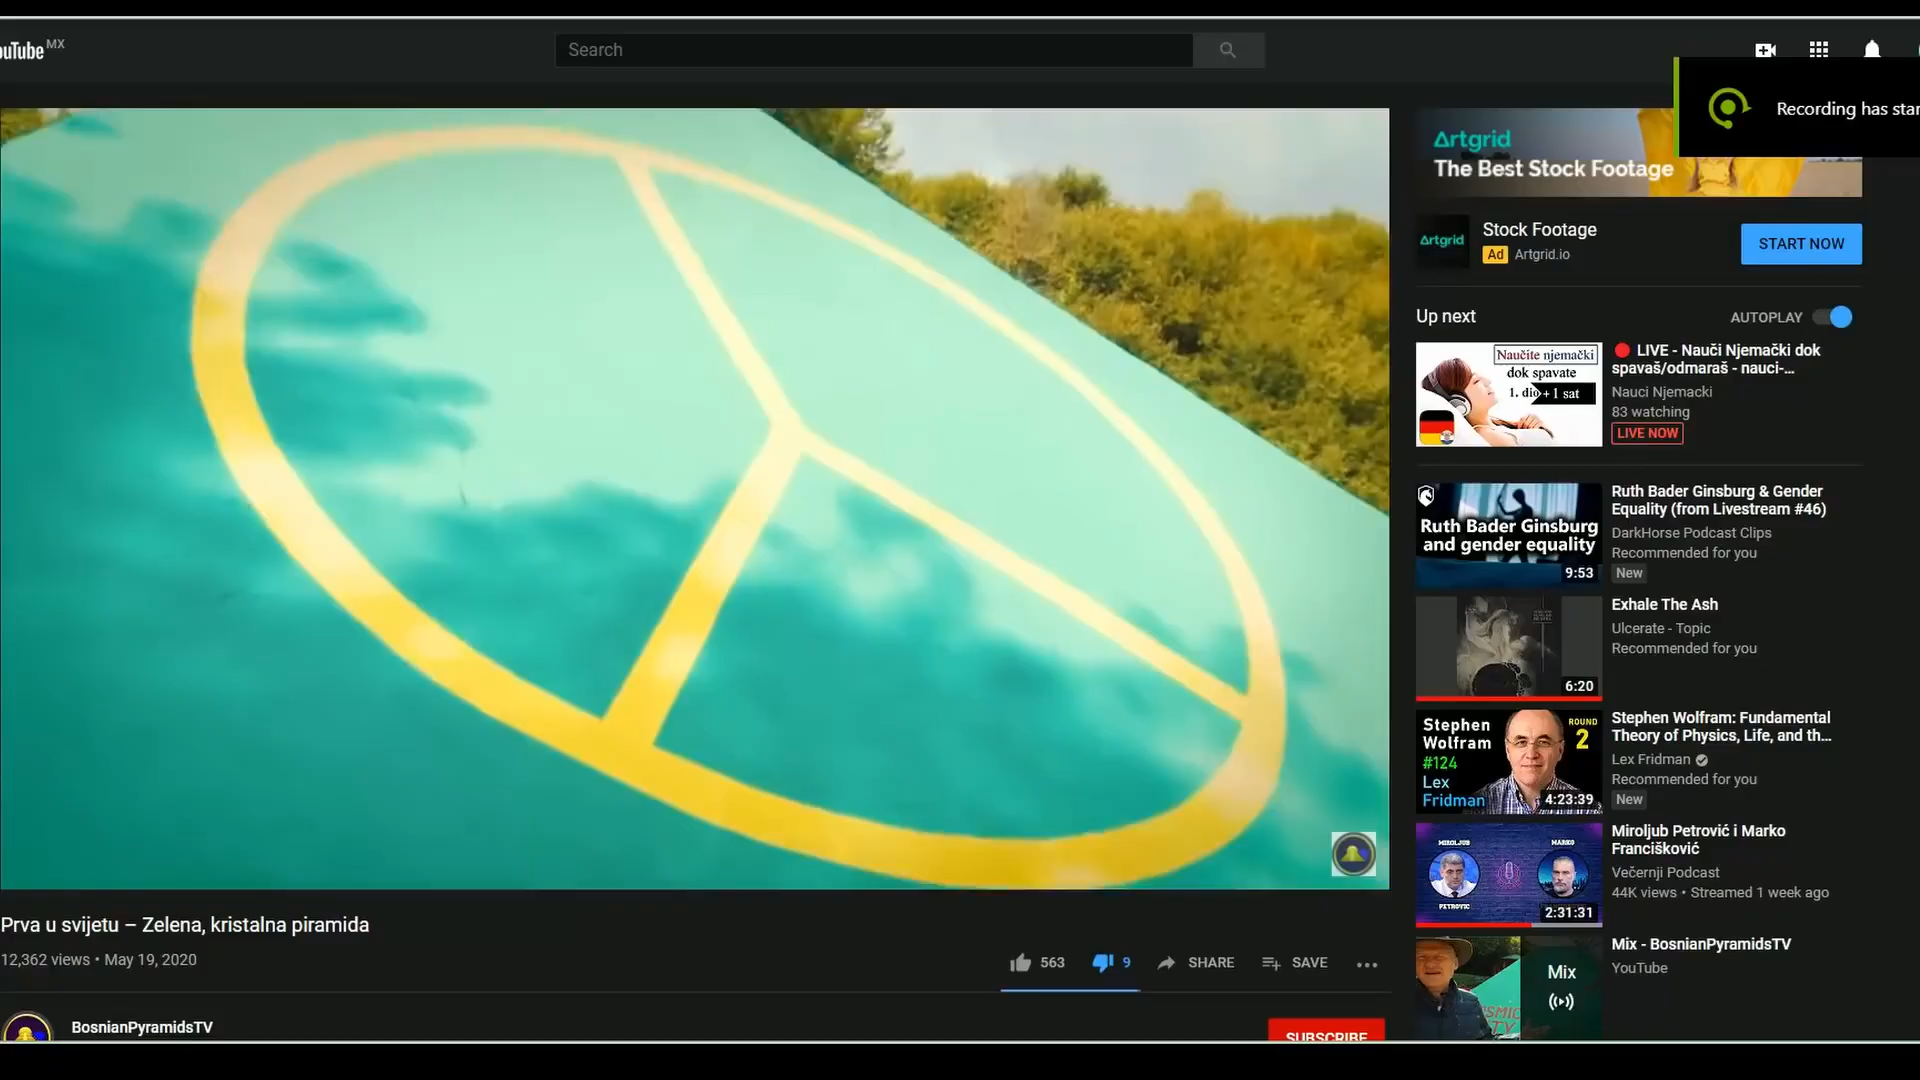 ouTube MX
Search
Recording has star
Artgrid
The Best Stock Footage
Artgrid
Stock Footage
Ad Artgrid.io
START NOW
Up next
AUTOPLAY
Naučite njemački
dok spavate
1. dio + 1 sat
LIVE - Nauči Njemački dok
spavaš/odmaraš - nauci-...
Nauci Njemacki
83 watching
LIVE NOW
Ruth Bader Ginsburg
and gender equality
9:53
Ruth Bader Ginsburg & Gender
Equality (from Livestream #46)
DarkHorse Podcast Clips
Recommended for you
New
6:20
Exhale The Ash
Ulcerate - Topic
Recommended for you
Stephen
Wolfram
#124
Lex
Fridman
ROUND
2
4:23:39
Stephen Wolfram: Fundamental
Theory of Physics, Life, and th...
Lex Fridman
Recommended for you
New
MIROLJUB
PETROVIC
MARKO
2:31:31
Miroljub Petrović i Marko
Francišković
Večernji Podcast
44K views • Streamed 1 week ago
Mix
Mix - BosnianPyramidsTV
YouTube
Prva u svijetu – Zelena, kristalna piramida
12,362 views • May 19, 2020
563
9
SHARE
SAVE
BosnianPyramidsTV
SUBSCRIBE